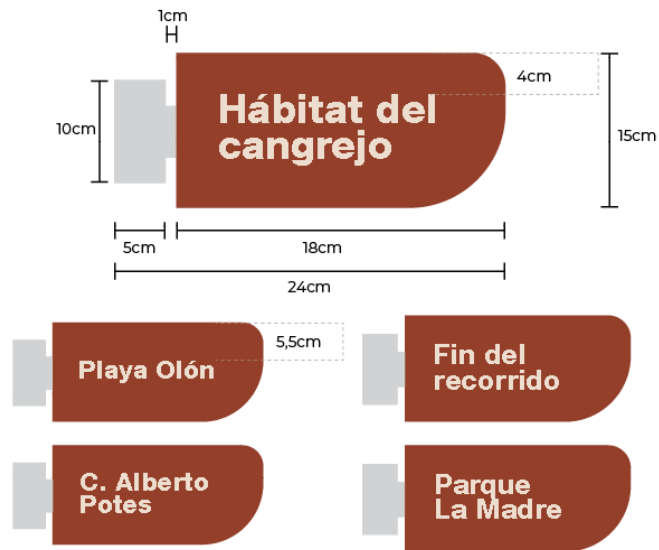 1cm
4cm
Hábitat del
cangrejo
10cm
15cm
5cm
18cm
24cm
5,5cm
Playa Olón
Fin del
recorrido
C. Alberto
Potes
Parque
La Madre